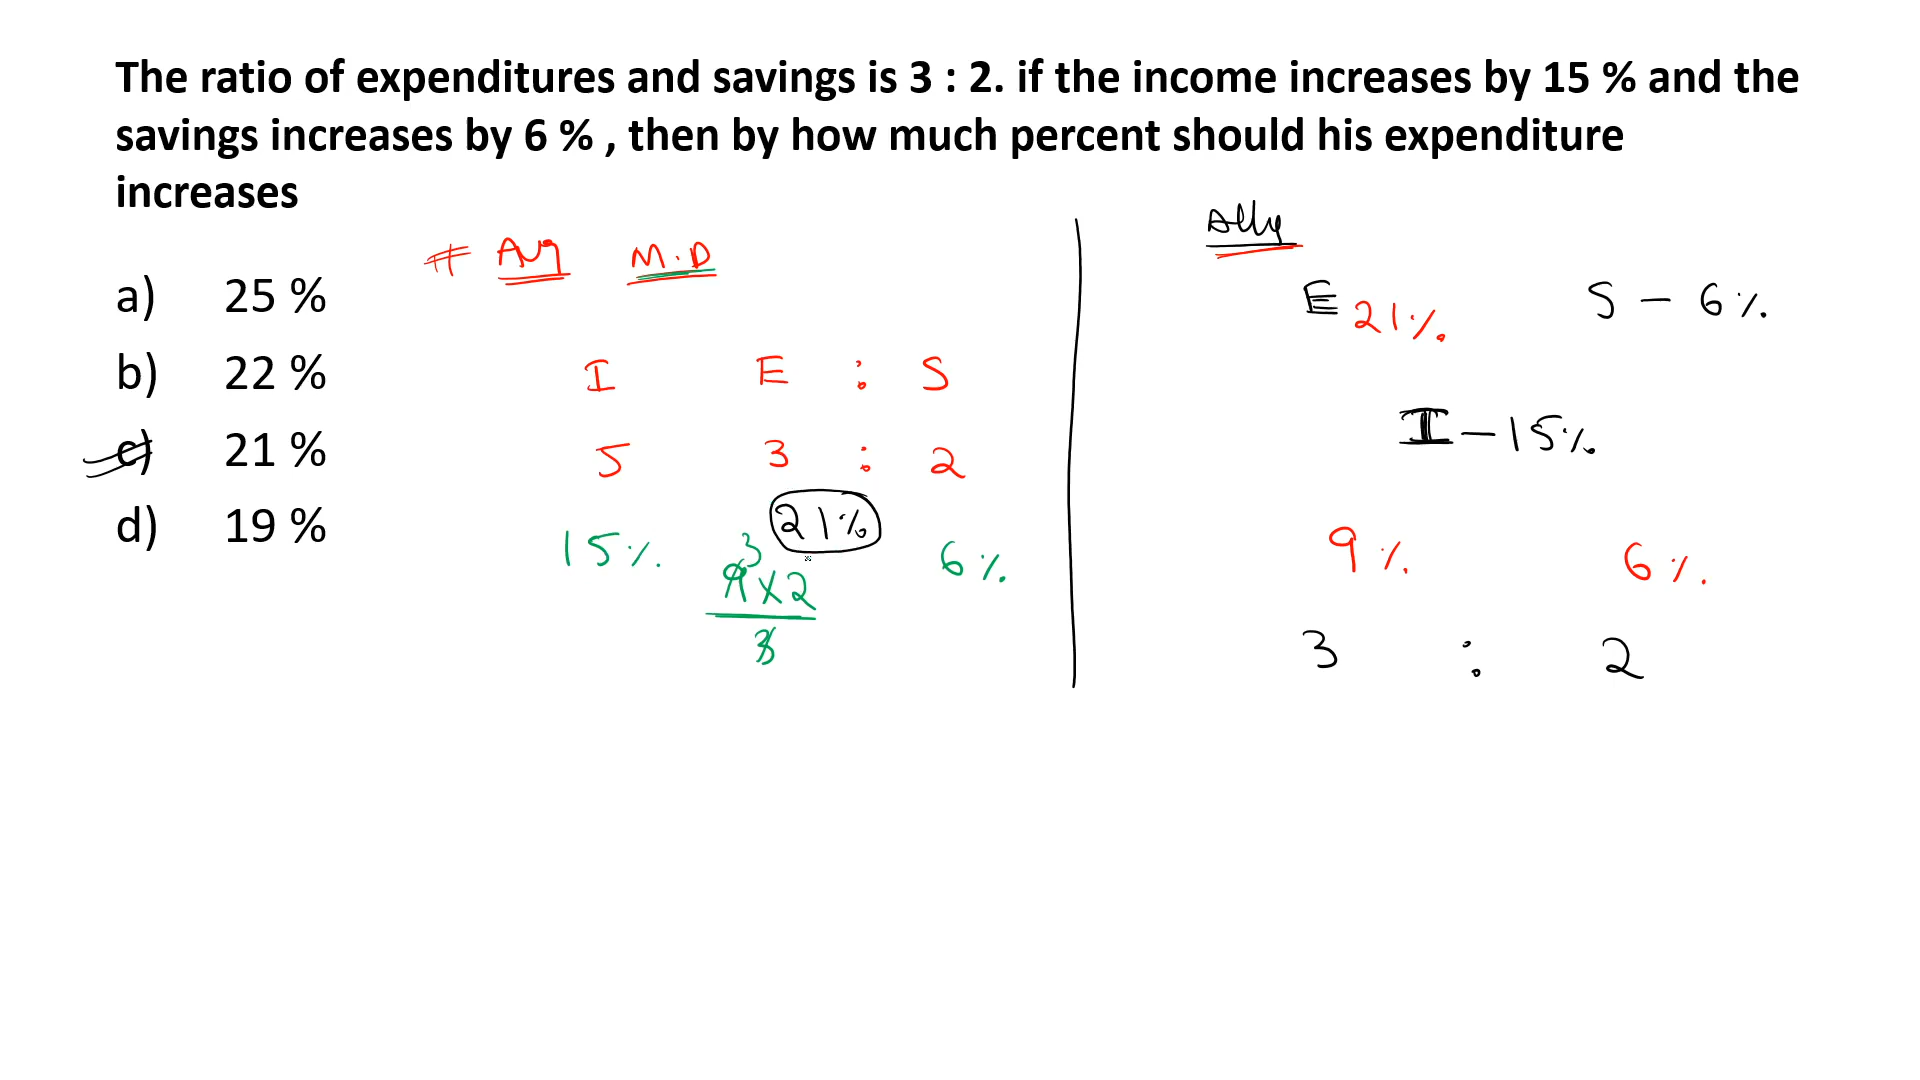 The ratio of expenditures and savings is 3 : 2. if the income increases by 15 % and the
savings increases by 6 % , then by how much percent should his expenditure
increases
a) 25 %
b) 22 %
c) 21 %
d) 19 %
# Avg M.D
I E : S
5 3 : 2
21%
15% 3 6%
9x2
3
Allg
E 21% S - 6%
I - 15%
9% 6%
3 : 2